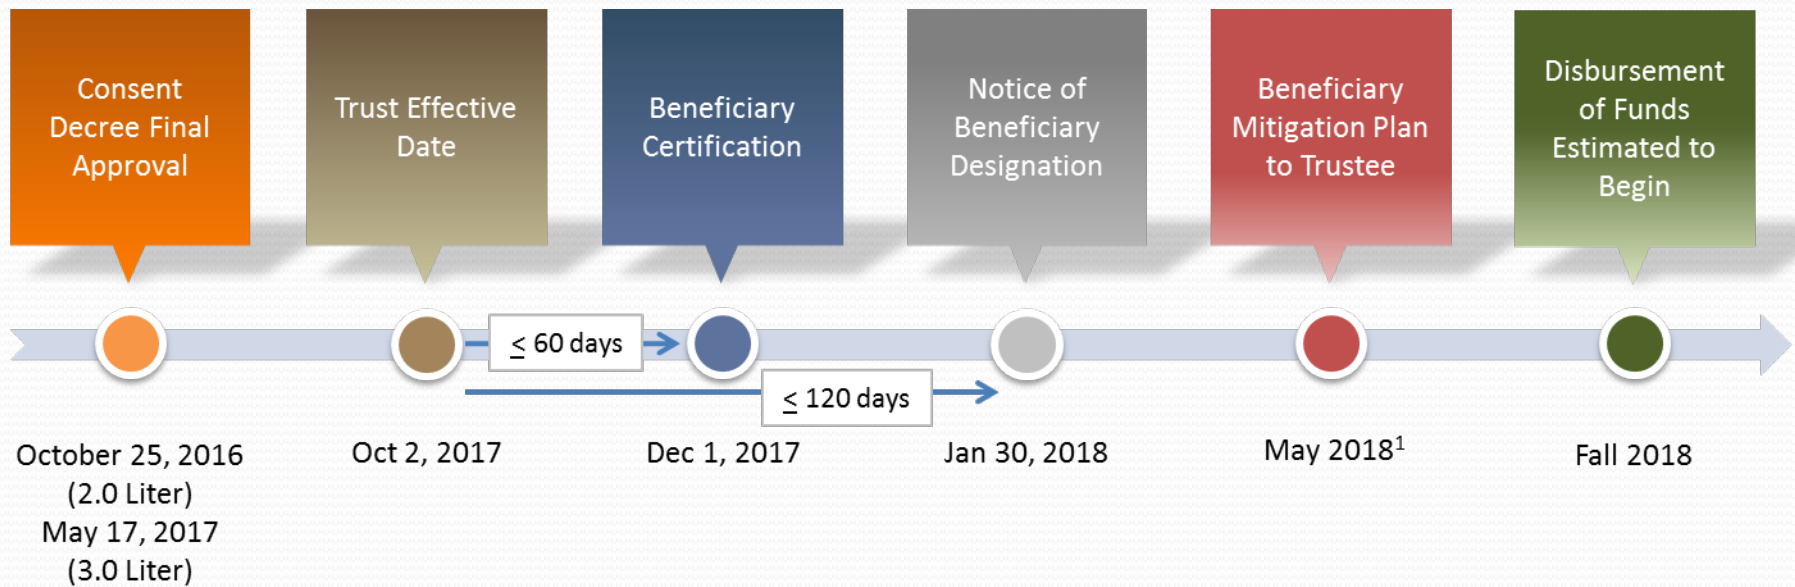 Consent
Decree Final
Approval
Trust Effective
Date
Beneficiary
Certification
Notice of
Beneficiary
Designation
Beneficiary
Mitigation Plan
to Trustee
Disbursement
of Funds
Estimated to
Begin
≤ 60 days
≤ 120 days
October 25, 2016
(2.0 Liter)
May 17, 2017
(3.0 Liter)
Oct 2, 2017
Dec 1, 2017
Jan 30, 2018
May 2018¹
Fall 2018